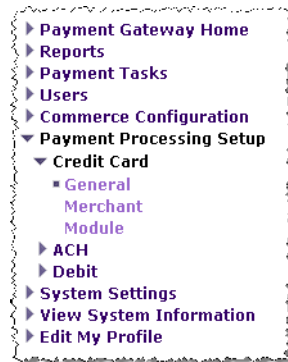 Payment Gateway Home
Reports
Payment Tasks
Users
Commerce Configuration
Payment Processing Setup
Credit Card
General
Merchant
Module
ACH
Debit
System Settings
View System Information
Edit My Profile